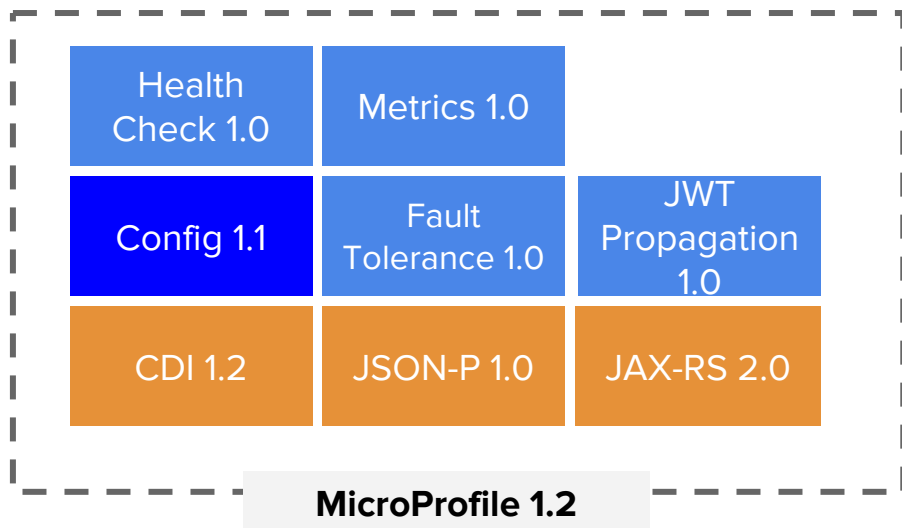 Health
Check 1.0
Metrics 1.0
Config 1.1
Fault
Tolerance 1.0
JWT
Propagation
1.0
CDI 1.2
JSON-P 1.0
JAX-RS 2.0
MicroProfile 1.2